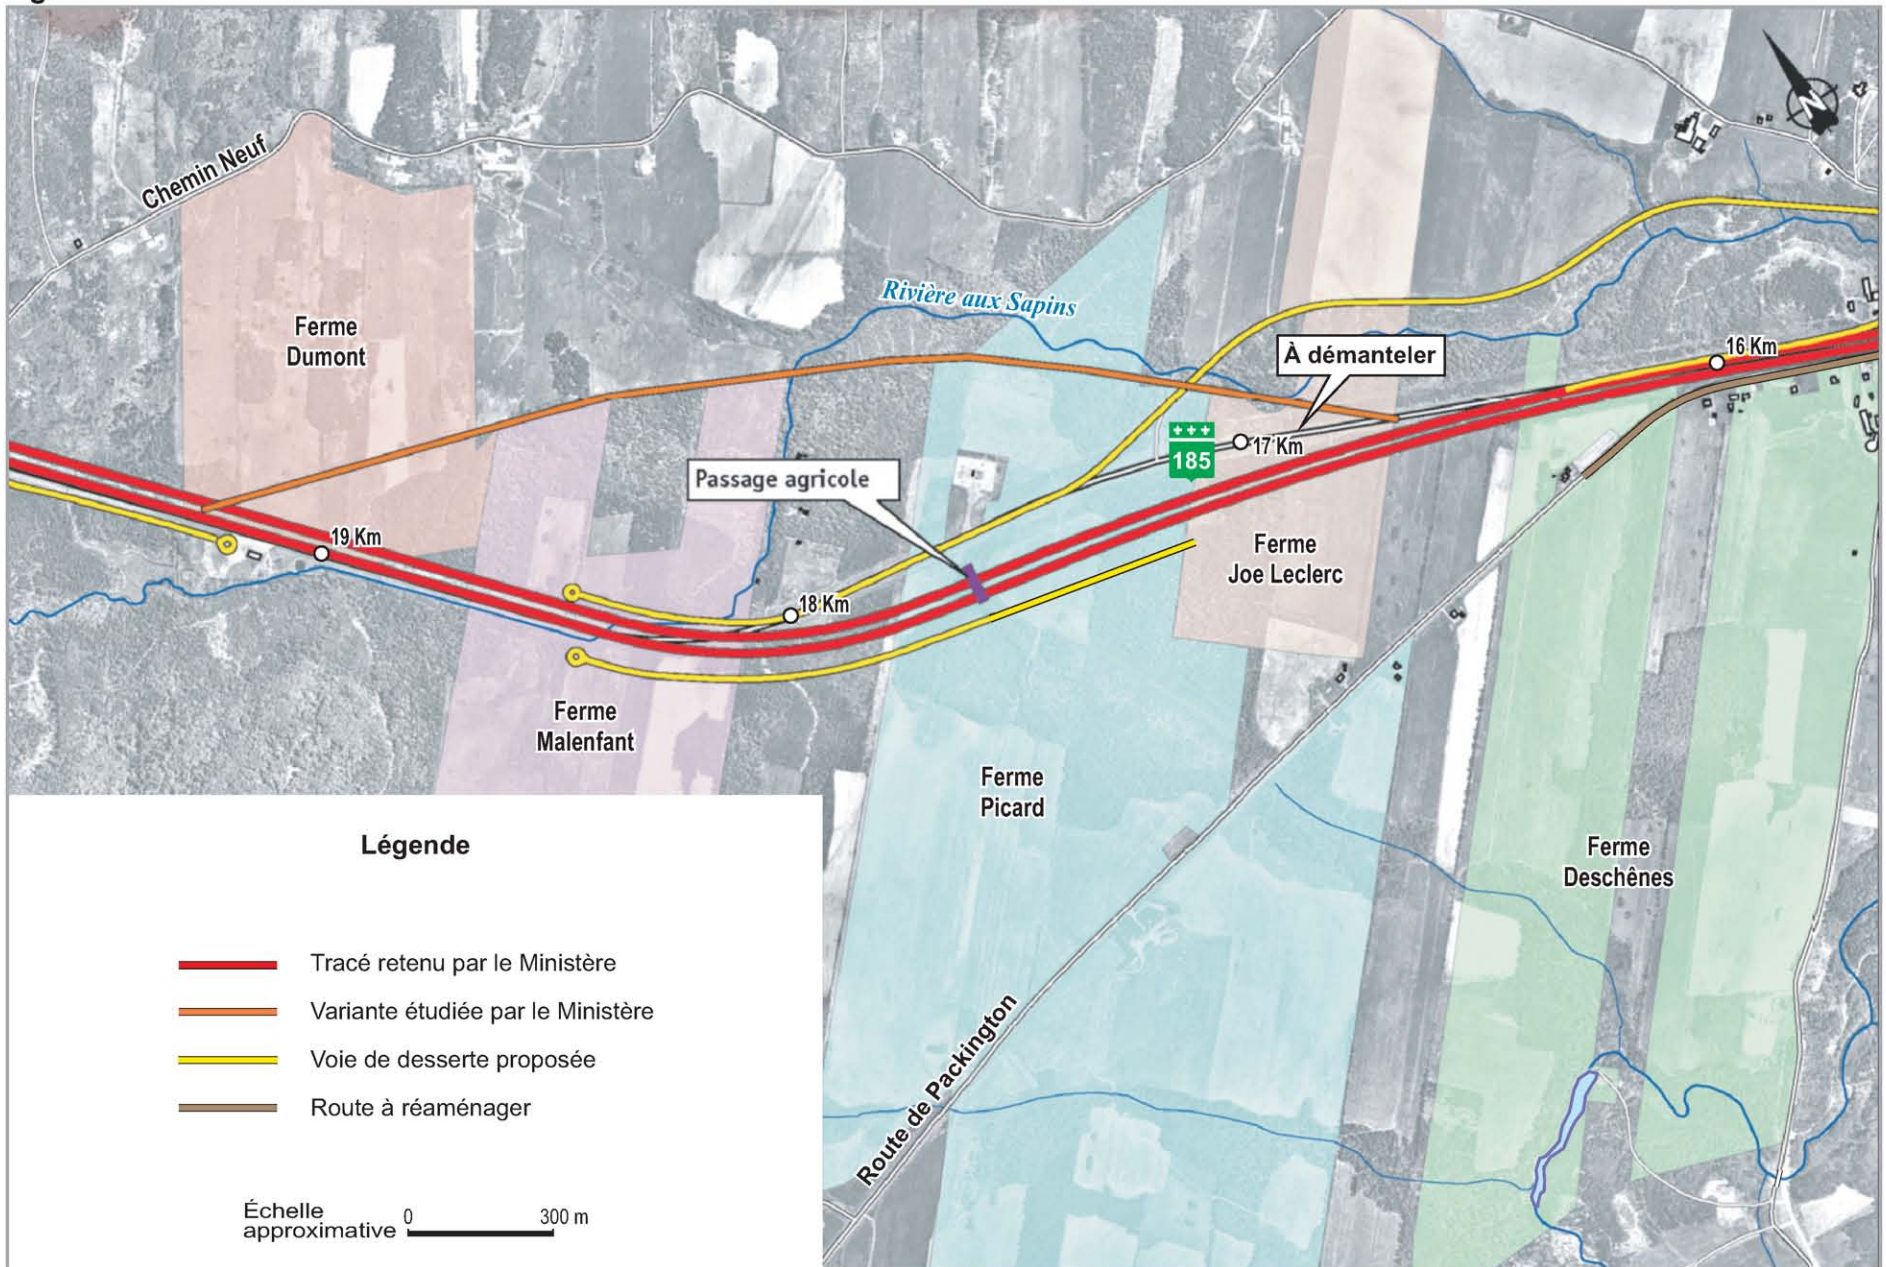 Chemin Neuf
Ferme
Dumont
Rivière aux Sapins
À démanteler
16 Km
185
17 Km
Passage agricole
19 Km
Ferme
Joe Leclerc
18 Km
Ferme
Malenfant
Ferme
Picard
Ferme
Deschênes
Route de Packington
N
Légende
Tracé retenu par le Ministère
Variante étudiée par le Ministère
Voie de desserte proposée
Route à réaménager
Échelle
approximative
0
300 m